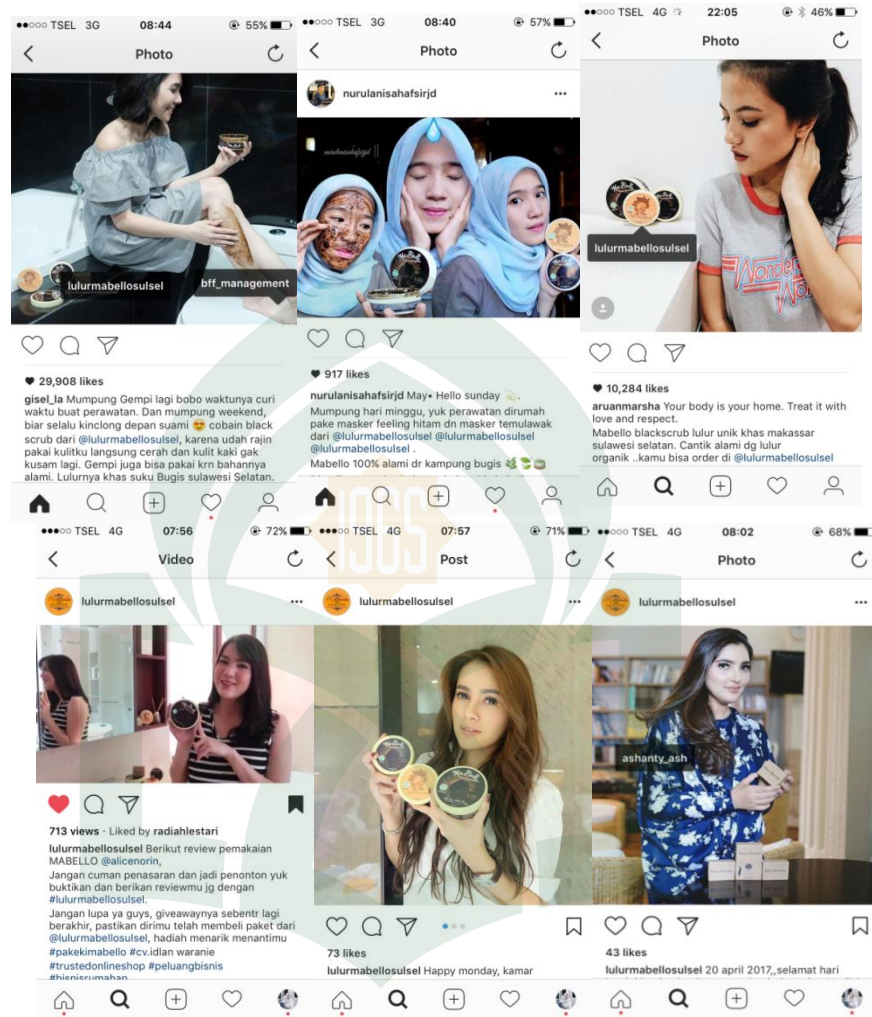 TSEL 3G 08:44 55%
Photo
lulurmabellosulsel
bff_management
29,908 likes
gisel_la Mumpung Gempi lagi bobo waktunya curi
waktu buat perawatan. Dan mumpung weekend,
biar selalu kinclong depan suami 😍 cobain black
scrub dari @lulurmabellosulsel, karena udah rajin
pakai kulitku langsung cerah dan kulit kaki gak
kusam lagi. Gempi juga bisa pakai krn bahannya
alami. Lulurnya khas suku Bugis sulawesi Selatan.
TSEL 3G 08:40 57%
Photo
nurulanisahafsirjd
917 likes
nurulanisahafsirjd May• Hello sunday 💫.
Mumpung hari minggu, yuk perawatan dirumah
pake masker feeling hitam dn masker temulawak
dari @lulurmabellosulsel @lulurmabellosulsel
@lulurmabellosulsel .
Mabello 100% alami dr kampung bugis
TSEL 4G 22:05 46%
Photo
lulurmabellosulsel
10,284 likes
aruanmarsha Your body is your home. Treat it with
love and respect.
Mabello blackscrub lulur unik khas makassar
sulawesi selatan. Cantik alami dg lulur
organik ..kamu bisa order di @lulurmabellosulsel
TSEL 4G 07:56 72%
Video
lulurmabellosulsel
713 views · Liked by radiahlestari
lulurmabellosulsel Berikut review pemakaian
MABELLO @alicenorin,
Jangan cuman penasaran dan jadi penonton yuk
buktikan dan berikan reviewmu jg dengan
#lulurmabellosulsel.
Jangan lupa ya guys, giveawaynya sebentr lagi
berakhir, pastikan dirimu telah membeli paket dari
@lulurmabellosulsel, hadiah menarik menantimu
#pakekimabello #cv.idlan waranie
#trustedonlineshop #peluangbisnis
#bisnisrumahan
TSEL 4G 07:57 71%
Post
lulurmabellosulsel
73 likes
lulurmabellosulsel Happy monday, kamar
TSEL 4G 08:02 68%
Photo
lulurmabellosulsel
ashanty_ash
43 likes
lulurmabellosulsel 20 april 2017,,selamat hari
1965